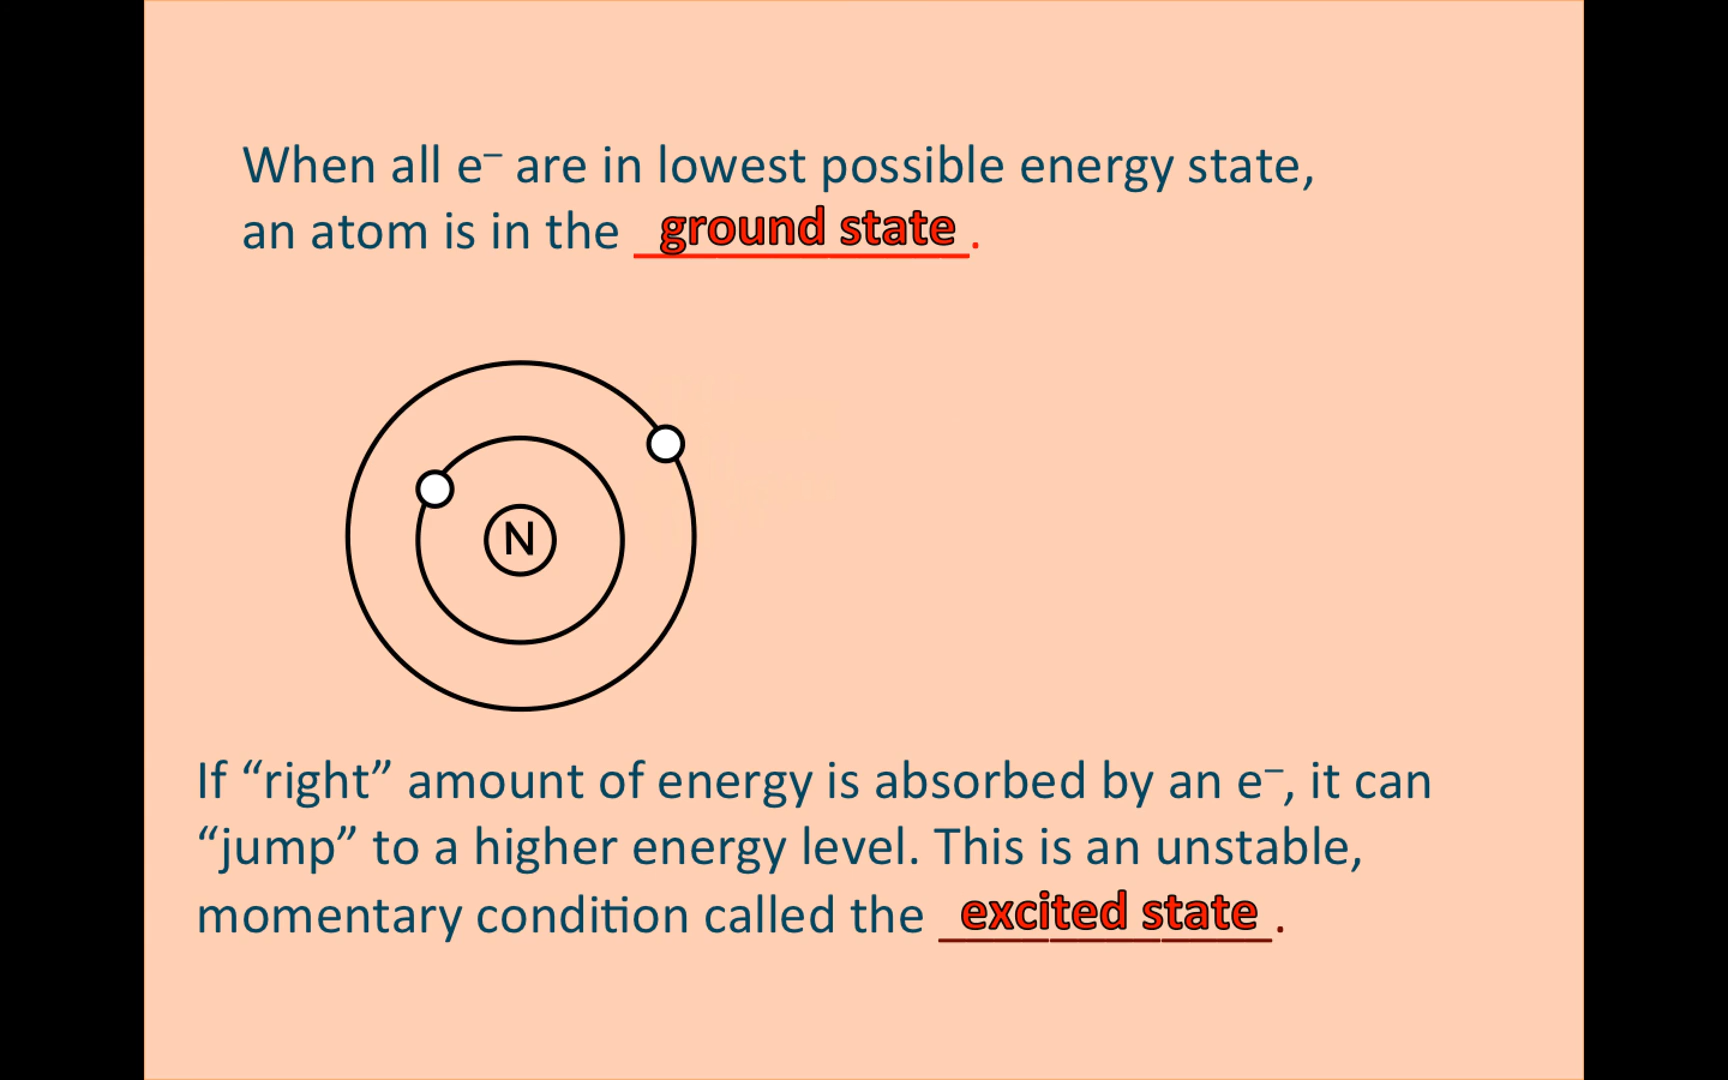 When all e⁻ are in lowest possible energy state,
an atom is in the ground state.
N
If “right” amount of energy is absorbed by an e⁻, it can
“jump” to a higher energy level. This is an unstable,
momentary condition called the excited state.